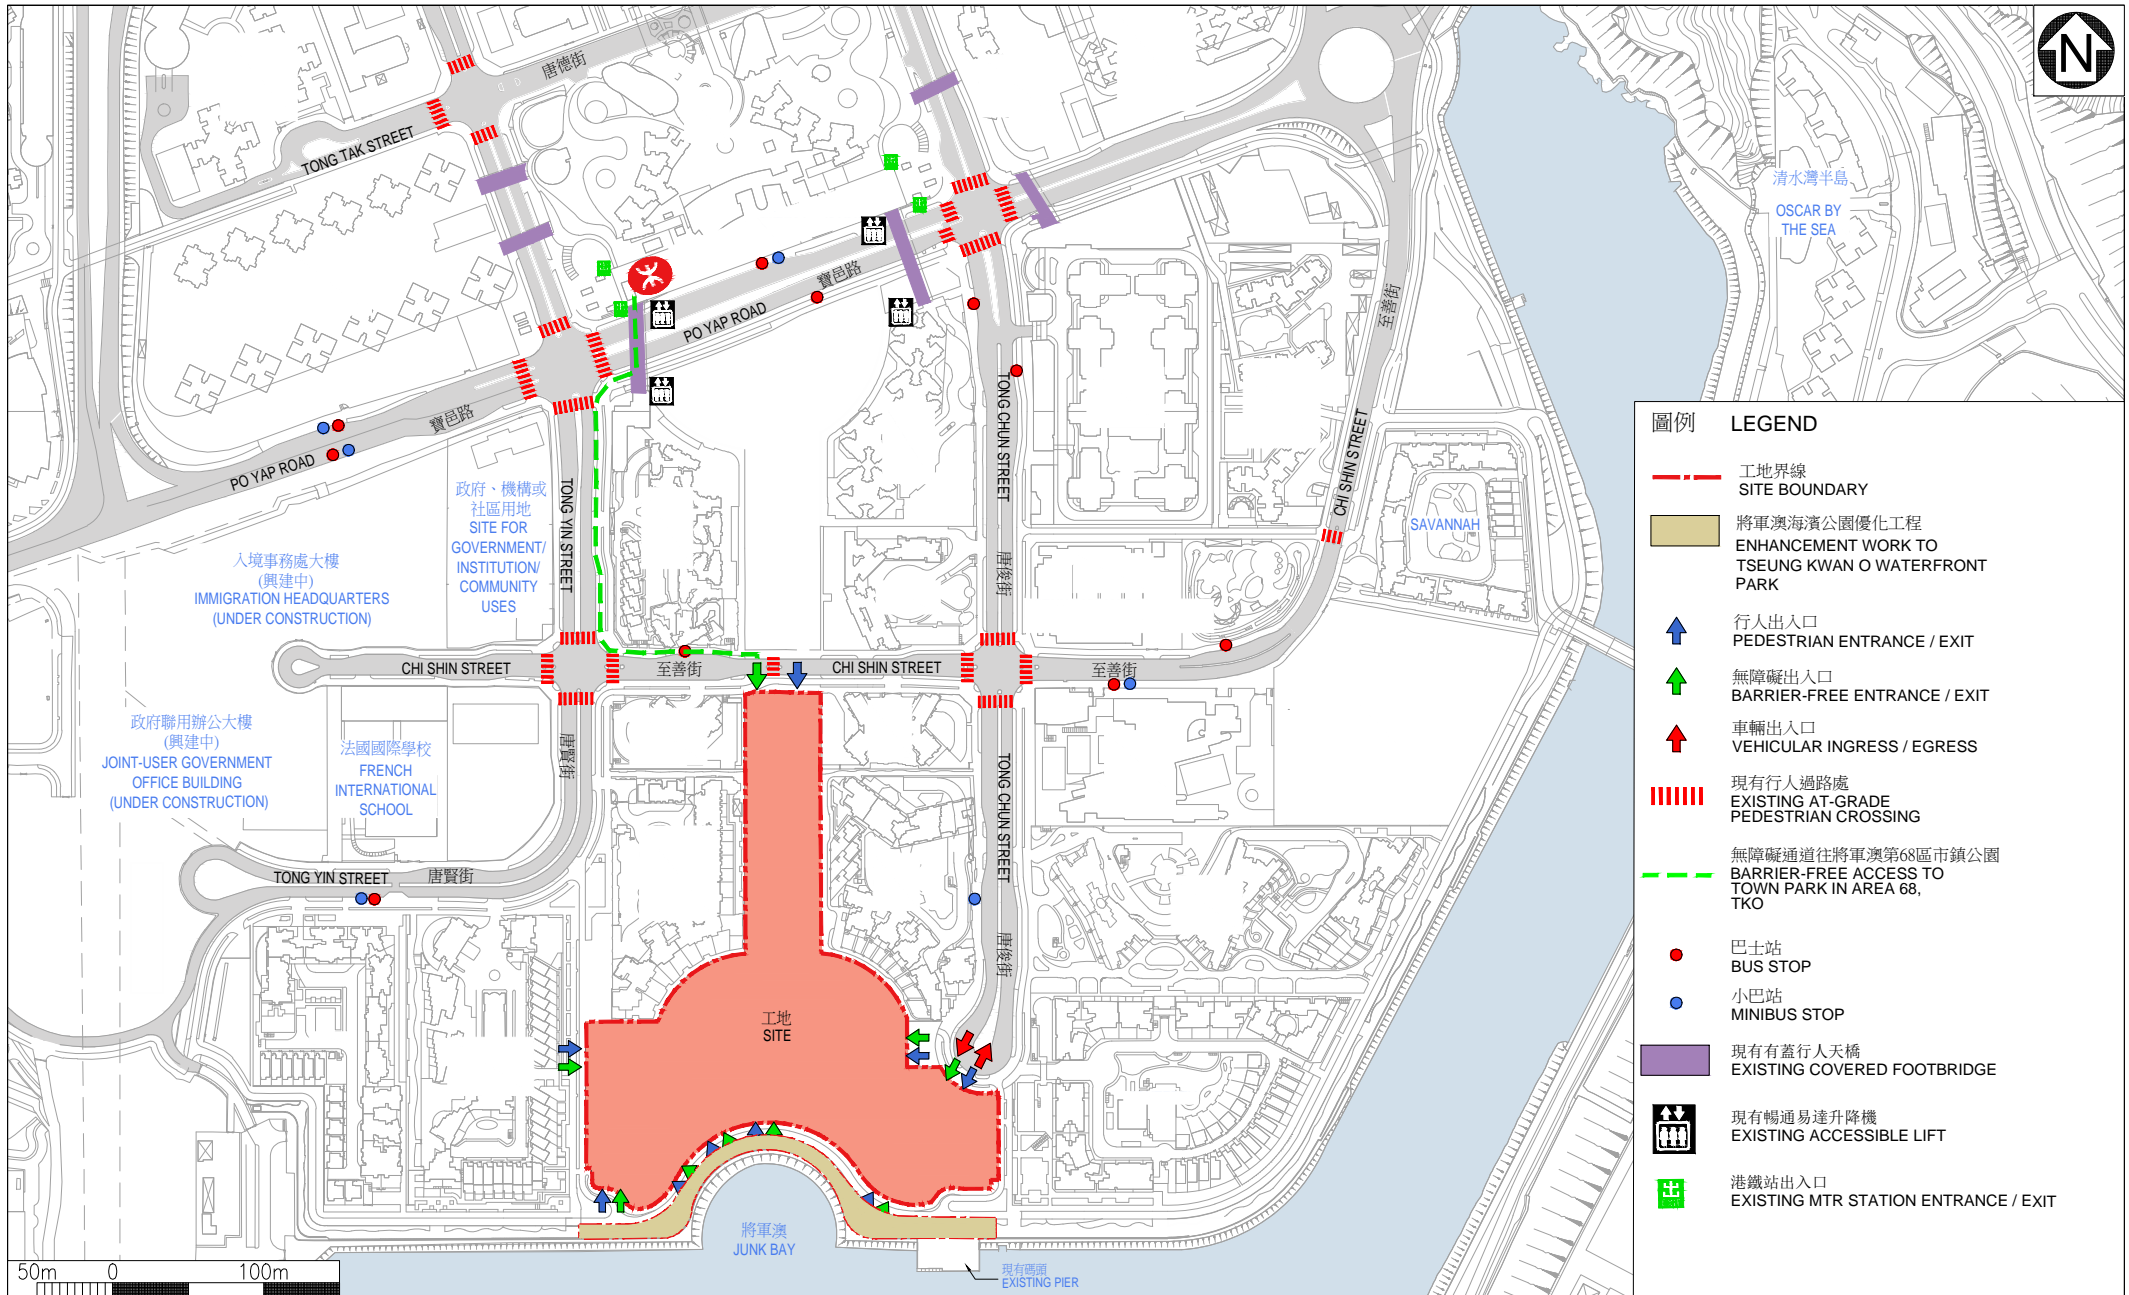 N
唐德街
TONG TAK STREET
清水灣半島
OSCAR BY
THE SEA
寶邑路
PO YAP ROAD
至善街
TONG CHUN STREET
CHI SHIN STREET
寶邑路
PO YAP ROAD
政府、機構或
社區用地
SITE FOR
GOVERNMENT/
INSTITUTION/
COMMUNITY
USES
TONG YIN STREET
唐俊街
SAVANNAH
入境事務處大樓
(興建中)
IMMIGRATION HEADQUARTERS
(UNDER CONSTRUCTION)
CHI SHIN STREET
至善街
CHI SHIN STREET
至善街
政府聯用辦公大樓
(興建中)
JOINT-USER GOVERNMENT
OFFICE BUILDING
(UNDER CONSTRUCTION)
法國國際學校
FRENCH
INTERNATIONAL
SCHOOL
唐賢街
TONG CHUN STREET
TONG YIN STREET
唐賢街
唐俊街
工地
SITE
將軍澳
JUNK BAY
現有碼頭
EXISTING PIER
50m 0 100m
圖例 LEGEND
工地界線
SITE BOUNDARY
將軍澳海濱公園優化工程
ENHANCEMENT WORK TO
TSEUNG KWAN O WATERFRONT
PARK
行人出入口
PEDESTRIAN ENTRANCE / EXIT
無障礙出入口
BARRIER-FREE ENTRANCE / EXIT
車輛出入口
VEHICULAR INGRESS / EGRESS
現有行人過路處
EXISTING AT-GRADE
PEDESTRIAN CROSSING
無障礙通道往將軍澳第68區市鎮公園
BARRIER-FREE ACCESS TO
TOWN PARK IN AREA 68,
TKO
巴士站
BUS STOP
小巴站
MINIBUS STOP
現有有蓋行人天橋
EXISTING COVERED FOOTBRIDGE
現有暢通易達升降機
EXISTING ACCESSIBLE LIFT
港鐵站出入口
EXISTING MTR STATION ENTRANCE / EXIT